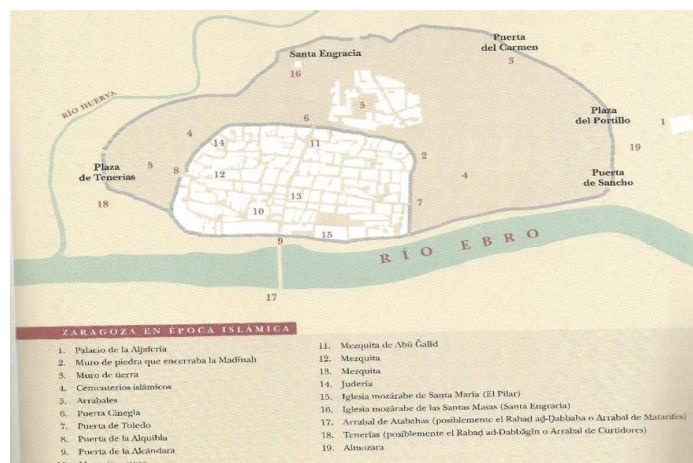 Puerta
del Carmen
3
Santa Engracia
16
RÍO HUERVA
5
Plaza
del Portillo
1
6
4
14
11
19
2
Plaza
de Tenerías
5
8
12
4
Puerta
de Sancho
13
18
10
7
15
9
RÍO EBRO
17
ZARAGOZA EN ÉPOCA ISLÁMICA
1. Palacio de la Aljafería
2. Muro de piedra que encerraba la Madīnah
3. Muro de tierra
4. Cementerios islámicos
5. Arrabales
6. Puerta Cinegia
7. Puerta de Toledo
8. Puerta de la Alquibla
9. Puerta de la Alcántara
11. Mezquita de Abū Ğalīd
12. Mezquita
13. Mezquita
14. Judería
15. Iglesia mozárabe de Santa María (El Pilar)
16. Iglesia mozárabe de las Santas Masas (Santa Engracia)
17. Arrabal de Atabahas (posiblemente el Rabaḍ aḍ-Ḍabbaha o Arrabal de Matarifes)
18. Tenerías (posiblemente el Rabaḍ ad-Dabbāgīn o Arrabal de Curtidores)
19. Almozara